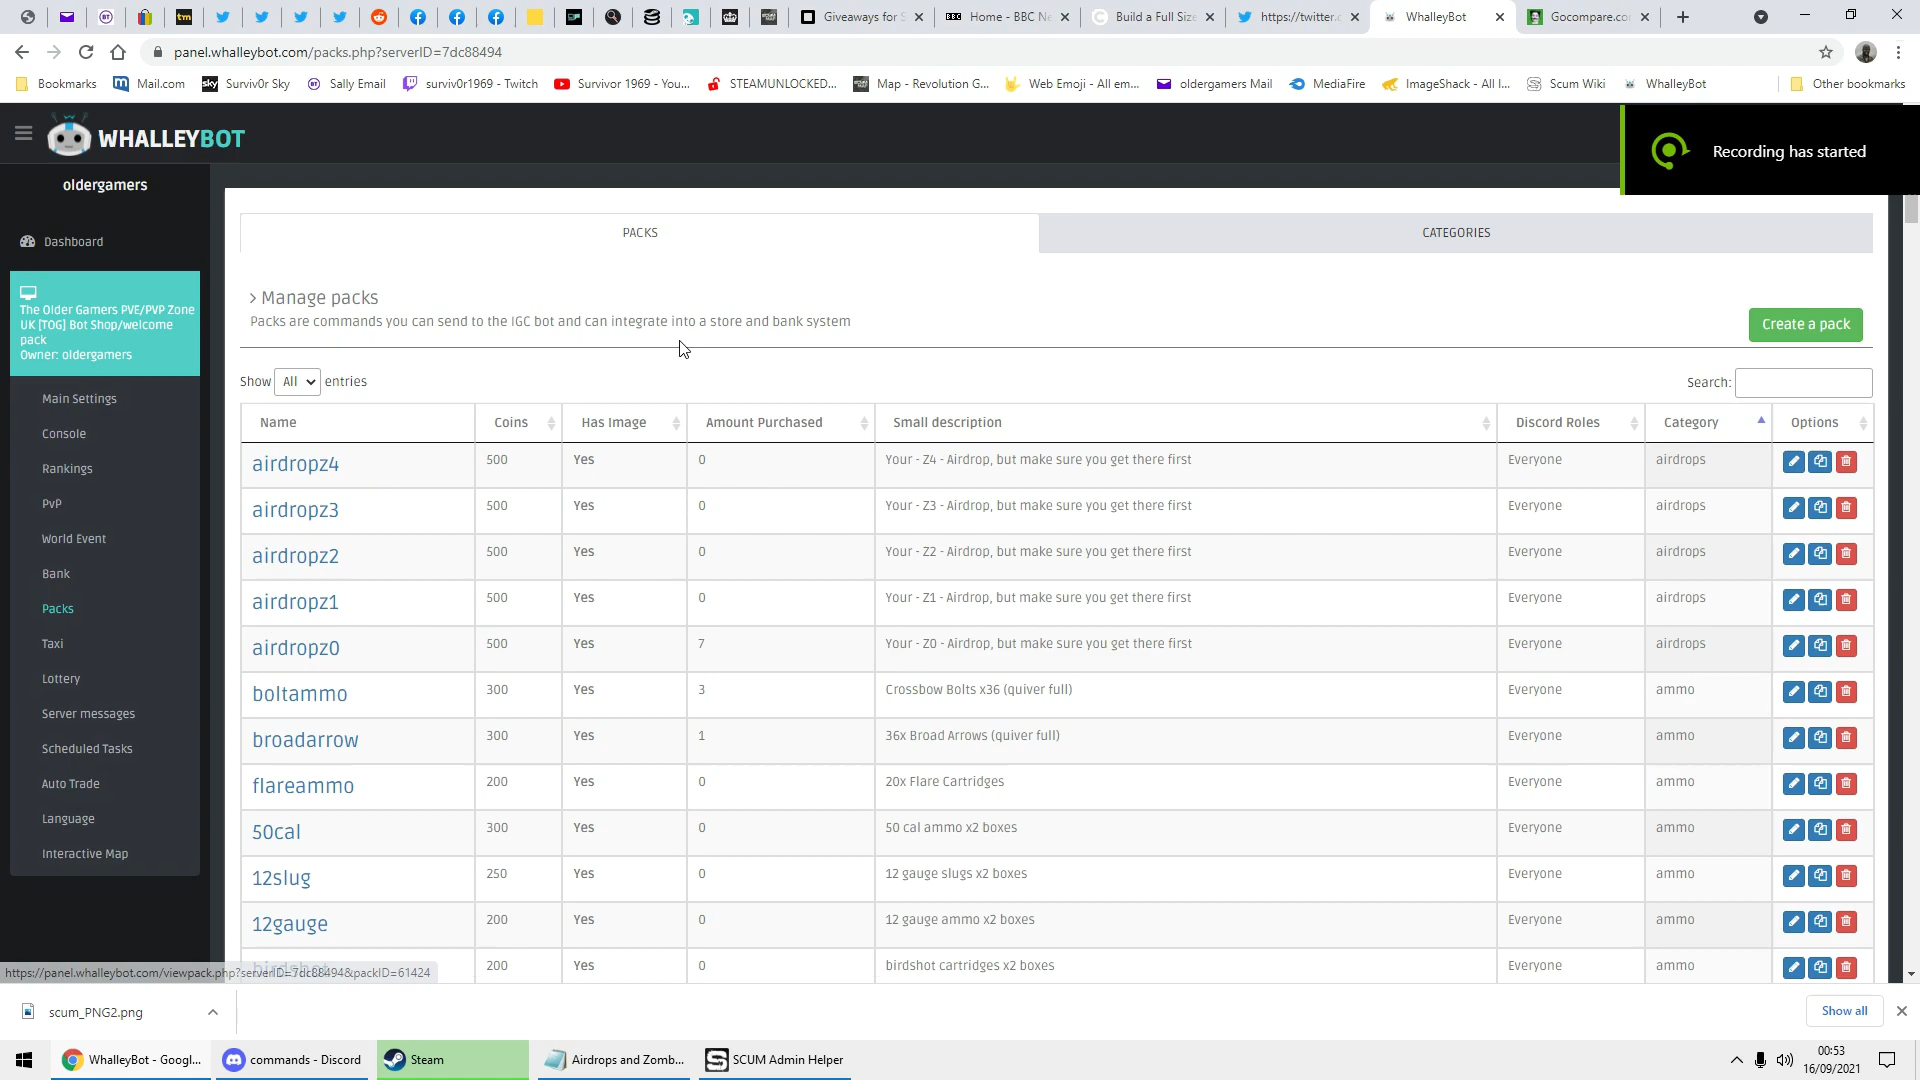 Giveaways for S
Home - BBC Ne
Build a Full Size
https://twitter.c
WhalleyBot
Gocompare.co
panel.whalleybot.com/packs.php?serverID=7dc88494
Bookmarks
Mail.com
sky
Surviv0r Sky
Sally Email
surviv0r1969 - Twitch
Survivor 1969 - You...
STEAMUNLOCKED...
Map - Revolution G...
Web Emoji - All em...
oldergamers Mail
MediaFire
ImageShack - All I...
Scum Wiki
WhalleyBot
Other bookmarks
WHALLEYBOT
Recording has started
oldergamers
Dashboard
The Older Gamers PVE/PVP Zone
UK [TOG] Bot Shop/welcome
pack
Owner: oldergamers
Main Settings
Console
Rankings
PvP
World Event
Bank
Packs
Taxi
Lottery
Server messages
Scheduled Tasks
Auto Trade
Language
Interactive Map
PACKS
CATEGORIES
> Manage packs
Packs are commands you can send to the IGC bot and can integrate into a store and bank system
Create a pack
Show All entries
Search:
Name Coins Has Image Amount Purchased Small description Discord Roles Category Options
airdropz4 500 Yes 0 Your - Z4 - Airdrop, but make sure you get there first Everyone airdrops
airdropz3 500 Yes 0 Your - Z3 - Airdrop, but make sure you get there first Everyone airdrops
airdropz2 500 Yes 0 Your - Z2 - Airdrop, but make sure you get there first Everyone airdrops
airdropz1 500 Yes 0 Your - Z1 - Airdrop, but make sure you get there first Everyone airdrops
airdropz0 500 Yes 7 Your - Z0 - Airdrop, but make sure you get there first Everyone airdrops
boltammo 300 Yes 3 Crossbow Bolts x36 (quiver full) Everyone ammo
broadarrow 300 Yes 1 36x Broad Arrows (quiver full) Everyone ammo
flareammo 200 Yes 0 20x Flare Cartridges Everyone ammo
50cal 300 Yes 0 50 cal ammo x2 boxes Everyone ammo
12slug 250 Yes 0 12 gauge slugs x2 boxes Everyone ammo
12gauge 200 Yes 0 12 gauge ammo x2 boxes Everyone ammo
birdshot 200 Yes 0 birdshot cartridges x2 boxes Everyone ammo
https://panel.whalleybot.com/viewpack.php?serverID=7dc88494&packID=61424
scum_PNG2.png
Show all
WhalleyBot - Googl...
commands - Discord
Steam
Airdrops and Zomb...
SCUM Admin Helper
00:53
16/09/2021